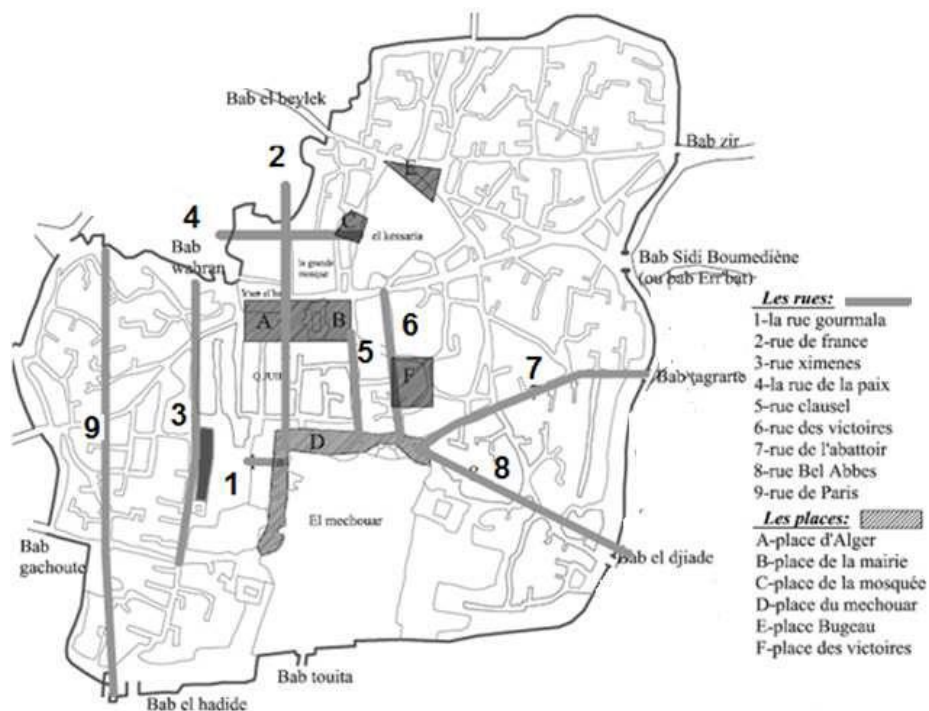 Bab el beylek
Bab zir
2
E
4
C
el kessaria
Bab
wahran
la grande
Bab Sidi Boumediène
(ou bab Err'bat)
A
B
6
5
F
7
Bab tagrarte
9
3
D
1
8
El mechouar
Bab
gachoute
Bab el djiade
Bab touita
Bab el hadide
Les rues:
1-la rue gourmala
2-rue de france
3-rue ximenes
4-la rue de la paix
5-rue clausel
6-rue des victoires
7-rue de l'abattoir
8-rue Bel Abbes
9-rue de Paris
Les places:
A-place d'Alger
B-place de la mairie
C-place de la mosquée
D-place du mechouar
E-place Bugeau
F-place des victoires